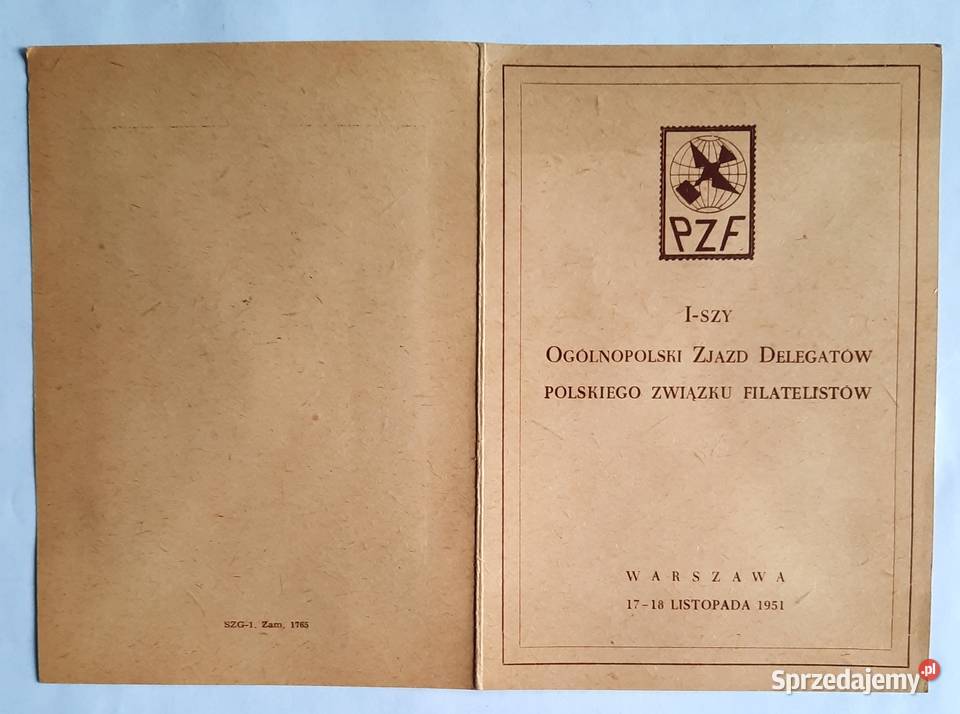 PZF
I-SZY
OGÓLNOPOLSKI ZJAZD DELEGATÓW
POLSKIEGO ZWIĄZKU FILATELISTÓW
WARSZAWA
17-18 LISTOPADA 1951
SZG-1. Zam. 1765
Sprzedajemy.pl